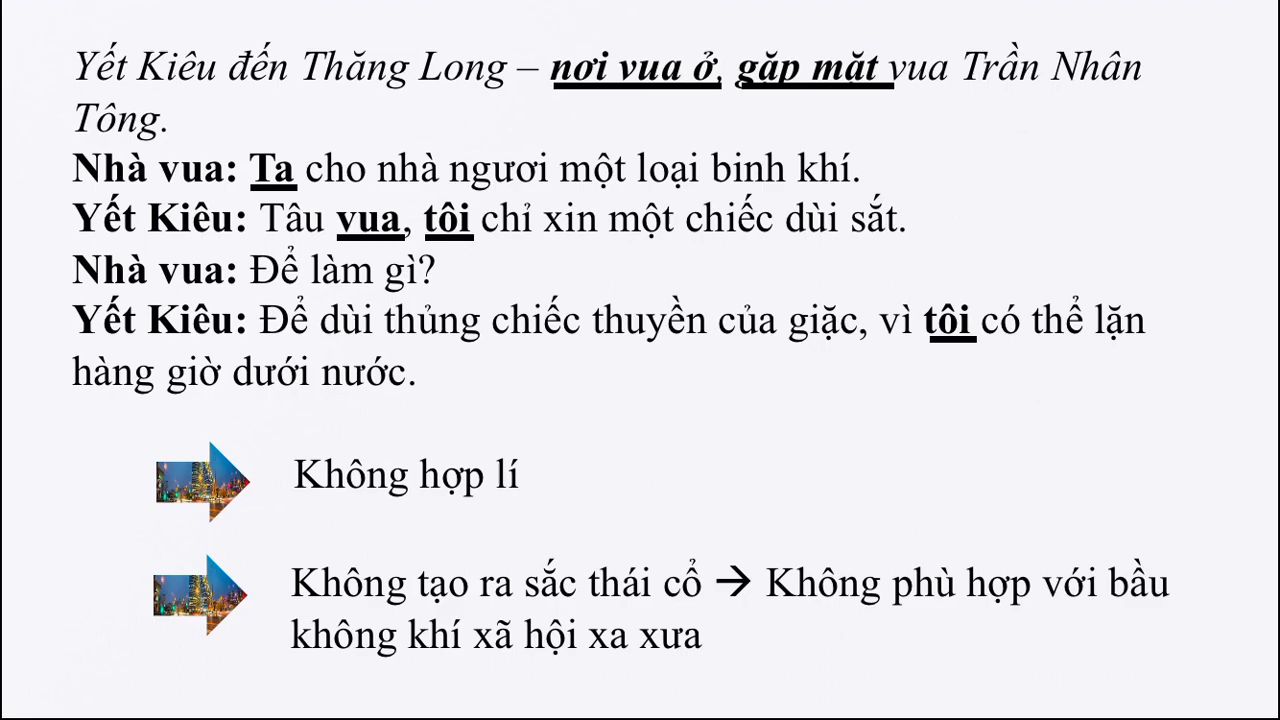 Yết Kiêu đến Thăng Long – nơi vua ở, gặp mặt vua Trần Nhân
Tông.
Nhà vua: Ta cho nhà ngươi một loại binh khí.
Yết Kiêu: Tâu vua, tôi chỉ xin một chiếc dùi sắt.
Nhà vua: Để làm gì?
Yết Kiêu: Để dùi thủng chiếc thuyền của giặc, vì tôi có thể lặn
hàng giờ dưới nước.
Không hợp lí
Không tạo ra sắc thái cổ → Không phù hợp với bầu
không khí xã hội xa xưa